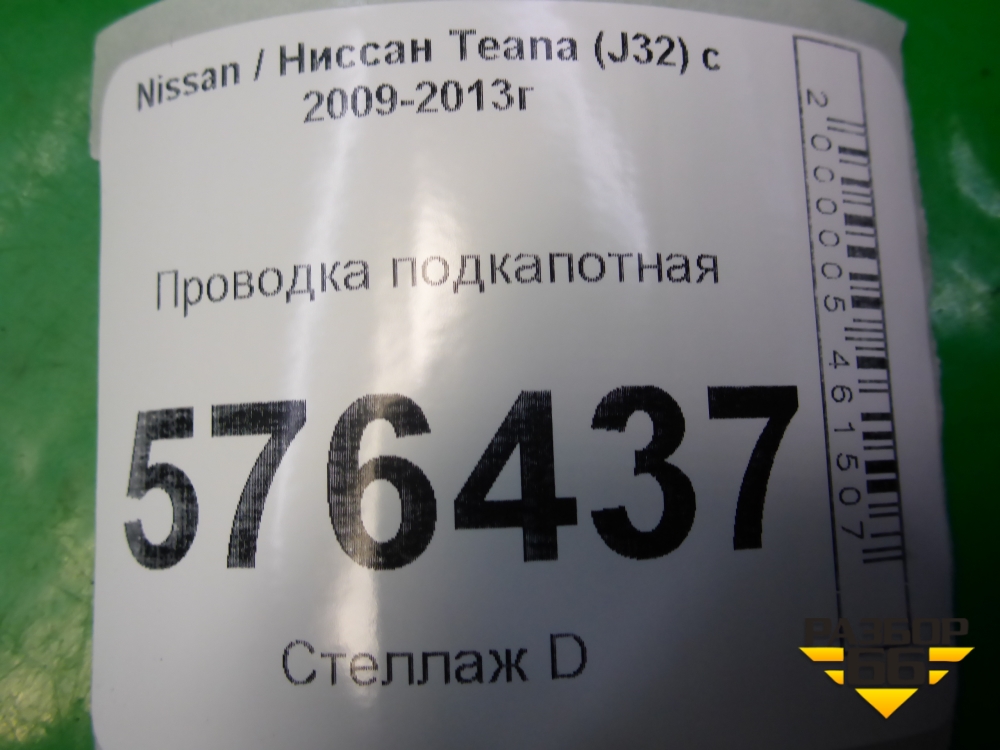 Nissan / Ниссан Teana (J32) с
2009-2013г
Проводка подкапотная
576437
Стеллаж D
2000005461507
РАЗБОР
66